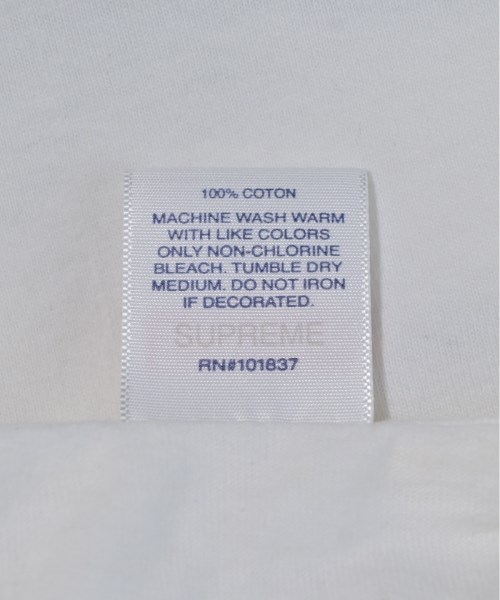 100% COTON
MACHINE WASH WARM
WITH LIKE COLORS
ONLY NON-CHLORINE
BLEACH. TUMBLE DRY
MEDIUM. DO NOT IRON
IF DECORATED.
SUPREME
RN#101837